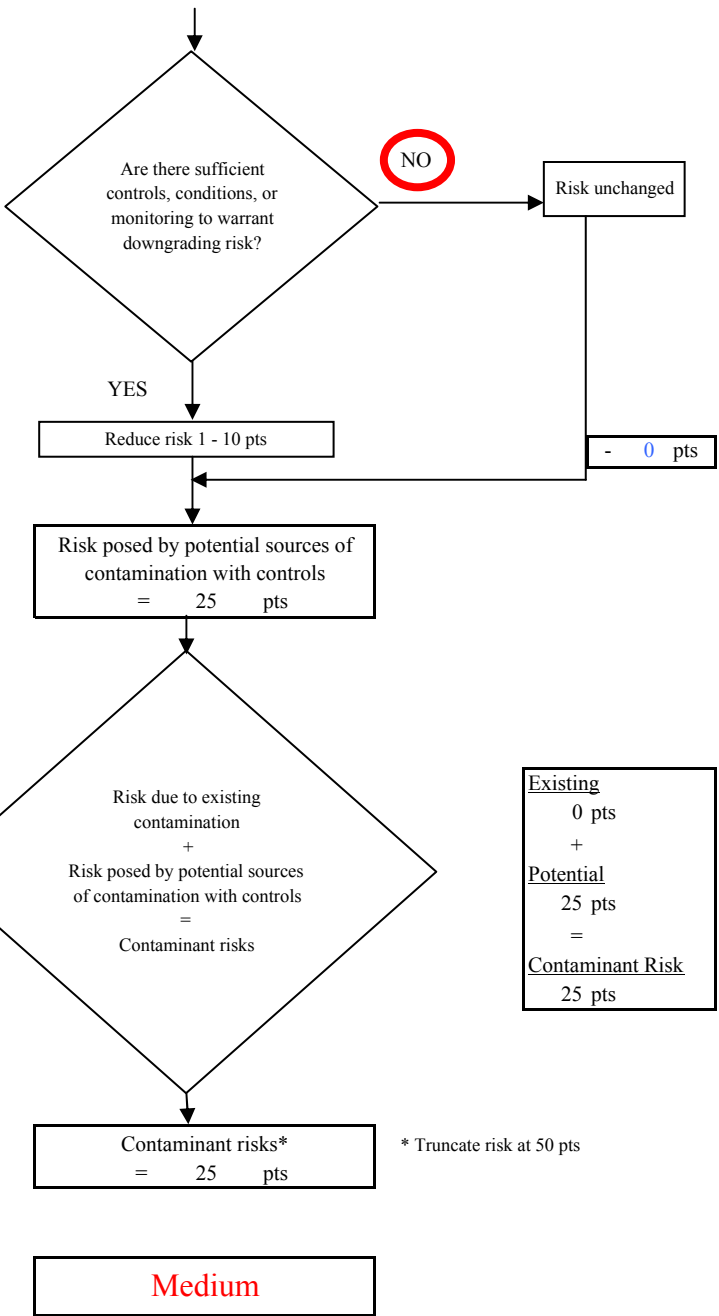 Are there sufficient
controls, conditions, or
monitoring to warrant
downgrading risk?
NO
Risk unchanged
YES
Reduce risk 1 - 10 pts
- 0 pts
Risk posed by potential sources of
contamination with controls
= 25 pts
Risk due to existing
contamination
+
Risk posed by potential sources
of contamination with controls
=
Contaminant risks
Existing
0 pts
+
Potential
25 pts
=
Contaminant Risk
25 pts
Contaminant risks*
= 25 pts
* Truncate risk at 50 pts
Medium